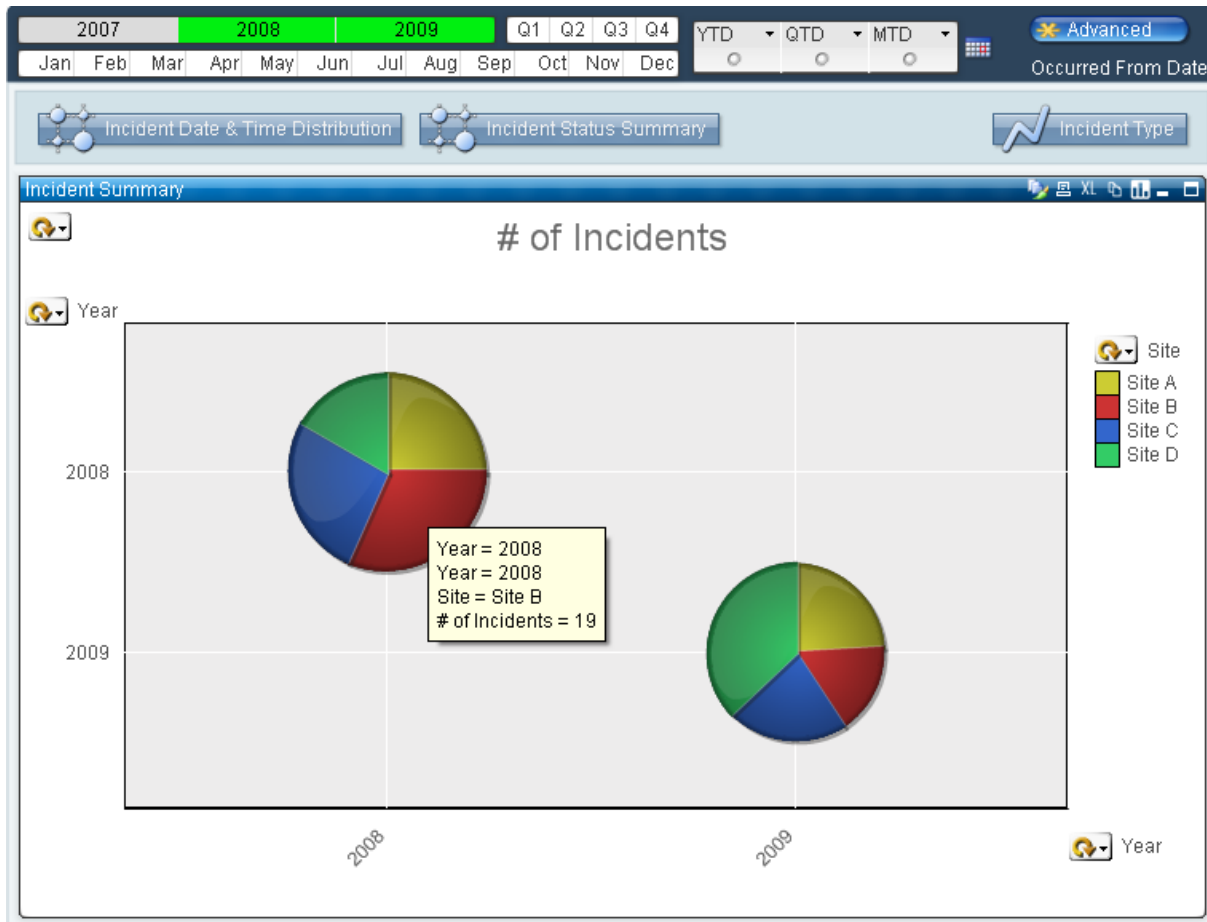 2007 2008 2009 Q1 Q2 Q3 Q4 YTD QTD MTD Advanced
Jan Feb Mar Apr May Jun Jul Aug Sep Oct Nov Dec Occurred From Date
Incident Date & Time Distribution Incident Status Summary Incident Type
Incident Summary XL
# of Incidents
Year
Site
Site A
Site B
Site C
Site D
2008
Year = 2008
Year = 2008
Site = Site B
# of Incidents = 19
2009
2008 2009
Year